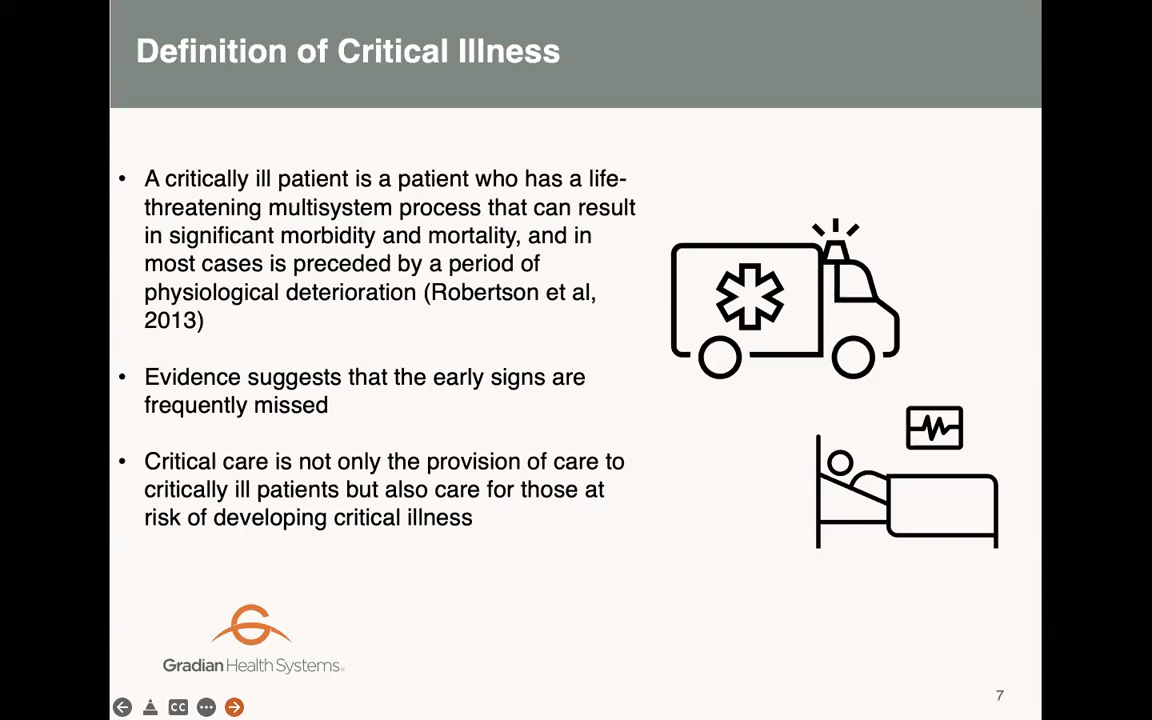 Definition of Critical Illness
• A critically ill patient is a patient who has a life-
threatening multisystem process that can result
in significant morbidity and mortality, and in
most cases is preceded by a period of
physiological deterioration (Robertson et al,
2013)
• Evidence suggests that the early signs are
frequently missed
• Critical care is not only the provision of care to
critically ill patients but also care for those at
risk of developing critical illness
Gradian Health Systems
CC
7